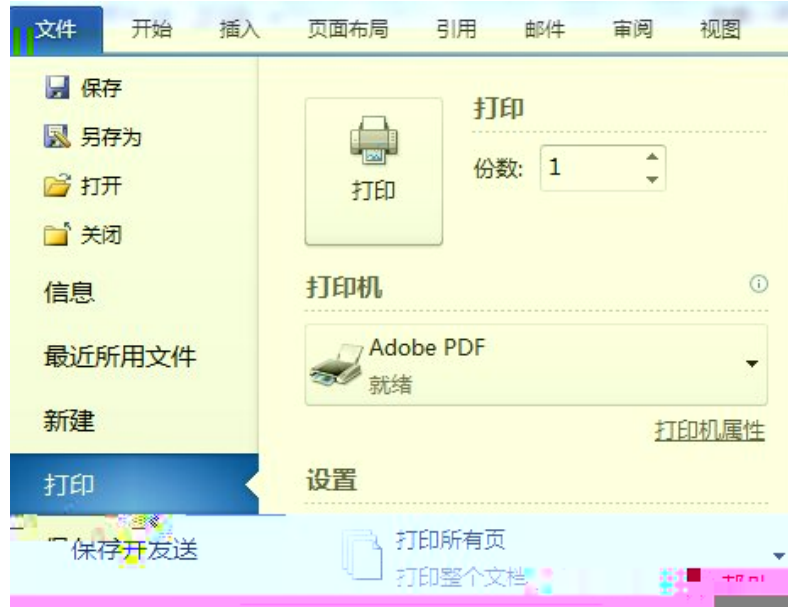 文件 开始 插入 页面布局 引用 邮件 审阅 视图
保存
另存为
打开
关闭
信息
最近所用文件
新建
打印
保存并发送
打印
打印
份数: 1
打印机
Adobe PDF
就绪
打印机属性
设置
打印所有页
打印整个文档